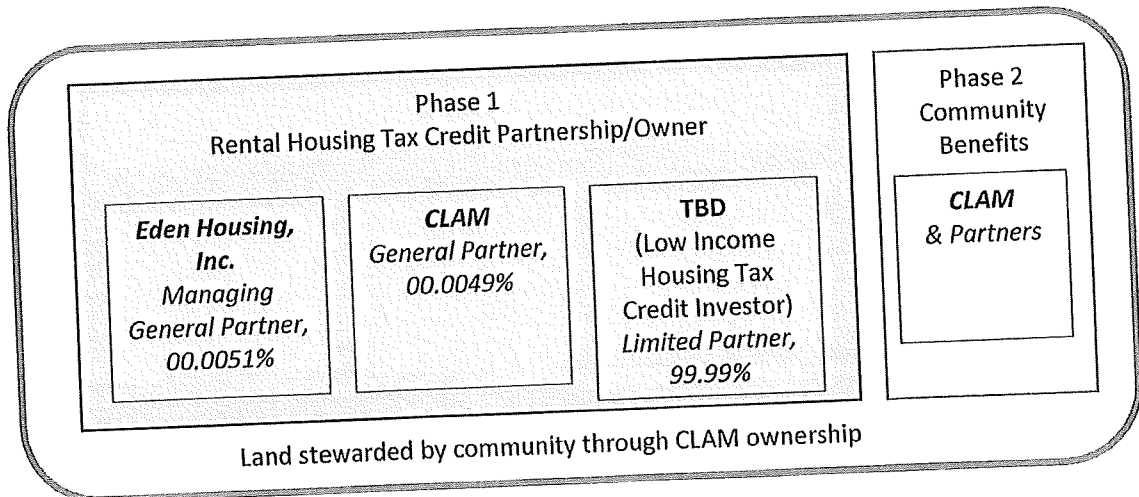 Phase 1
Rental Housing Tax Credit Partnership/Owner
Eden Housing,
Inc.
Managing
General Partner,
00.0051%
CLAM
General Partner,
00.0049%
TBD
(Low Income
Housing Tax
Credit Investor)
Limited Partner,
99.99%
Phase 2
Community
Benefits
CLAM
& Partners
Land stewarded by community through CLAM ownership